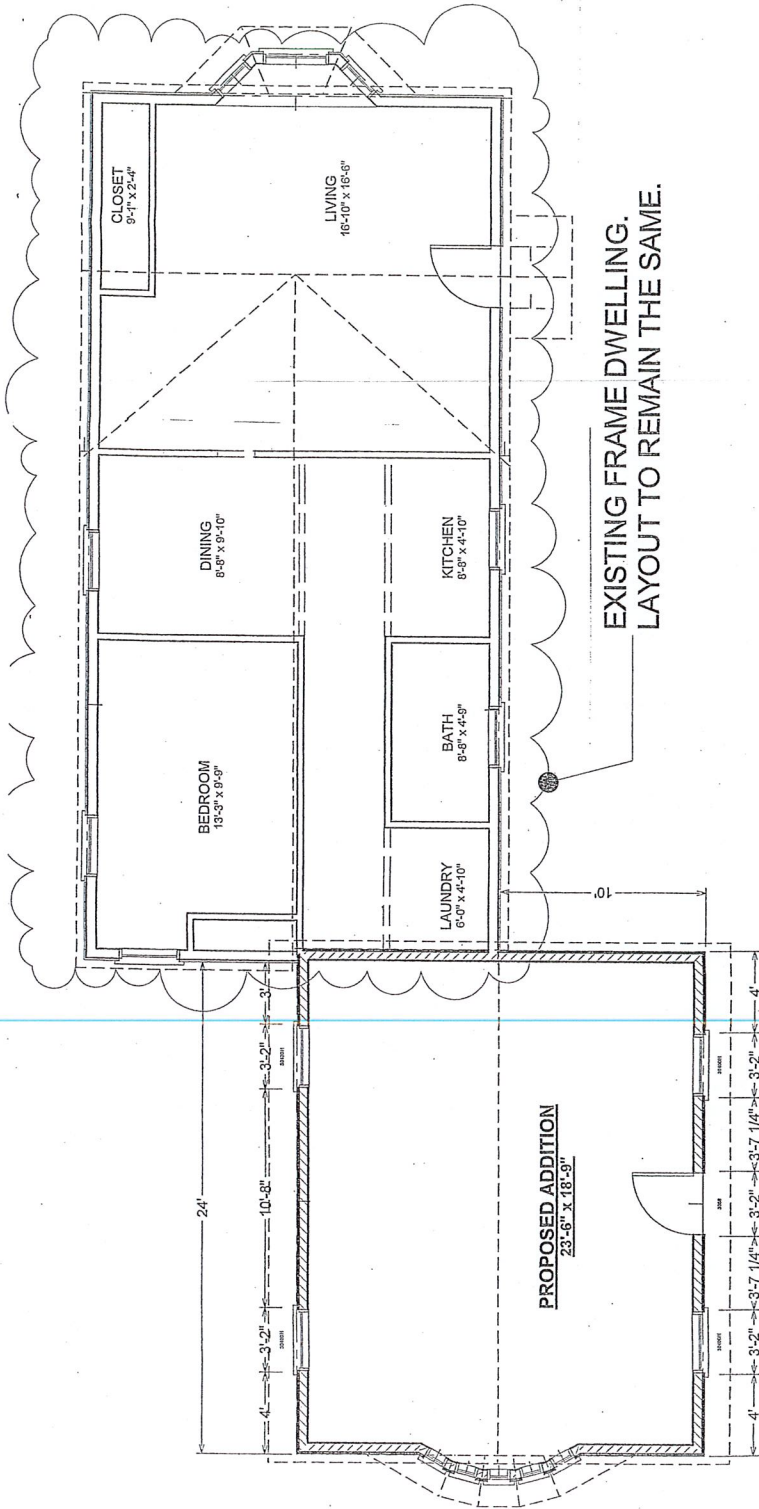 CLOSET
9'-1" x 2'-4"
LIVING
16'-10" x 16'-6"
DINING
8'-8" x 9'-10"
KITCHEN
8'-8" x 4'-10"
BEDROOM
13'-3" x 9'-9"
BATH
8'-8" x 4'-9"
LAUNDRY
6'-0" x 4'-10"
EXISTING FRAME DWELLING.
LAYOUT TO REMAIN THE SAME.
10'
24'
4' 3'-2" 10'-8" 3'-2" 3'
PROPOSED ADDITION
23'-6" x 18'-9"
4' 3'-2" 3'-7 1/4" 3'-2" 3'-7 1/4" 3'-2" 4'